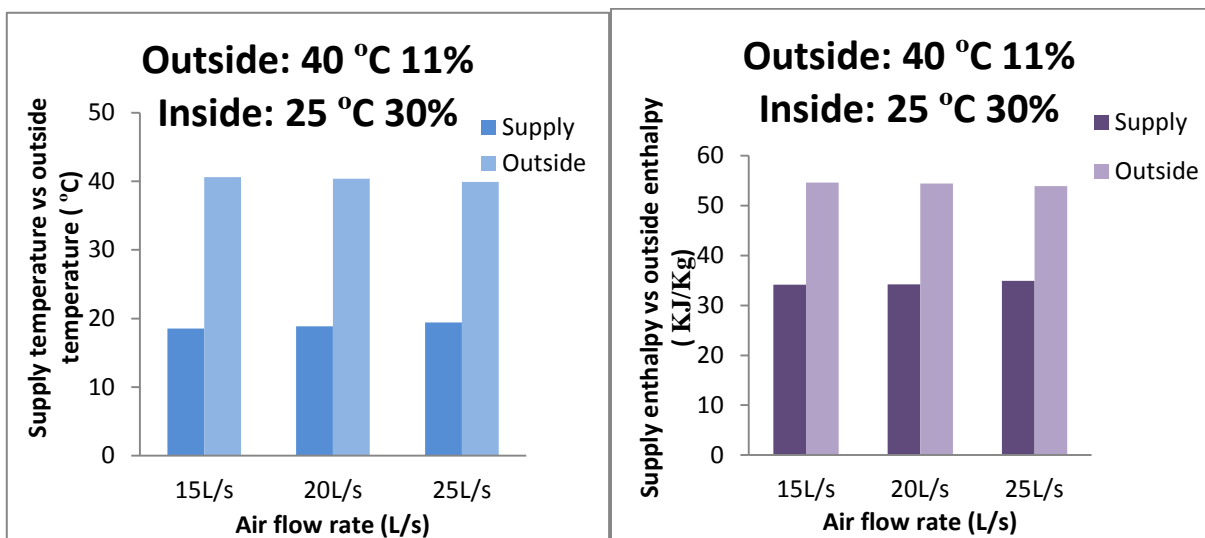 Outside: 40 °C 11%
Inside: 25 °C 30%
Supply
Outside
Supply temperature vs outside
temperature ( °C)
50
40
30
20
10
0
15L/s
20L/s
25L/s
Air flow rate (L/s)
Outside: 40 °C 11%
Inside: 25 °C 30%
Supply
Outside
Supply enthalpy vs outside enthalpy
( KJ/Kg)
60
50
40
30
20
10
0
15L/s
20L/s
25L/s
Air flow rate (L/s)